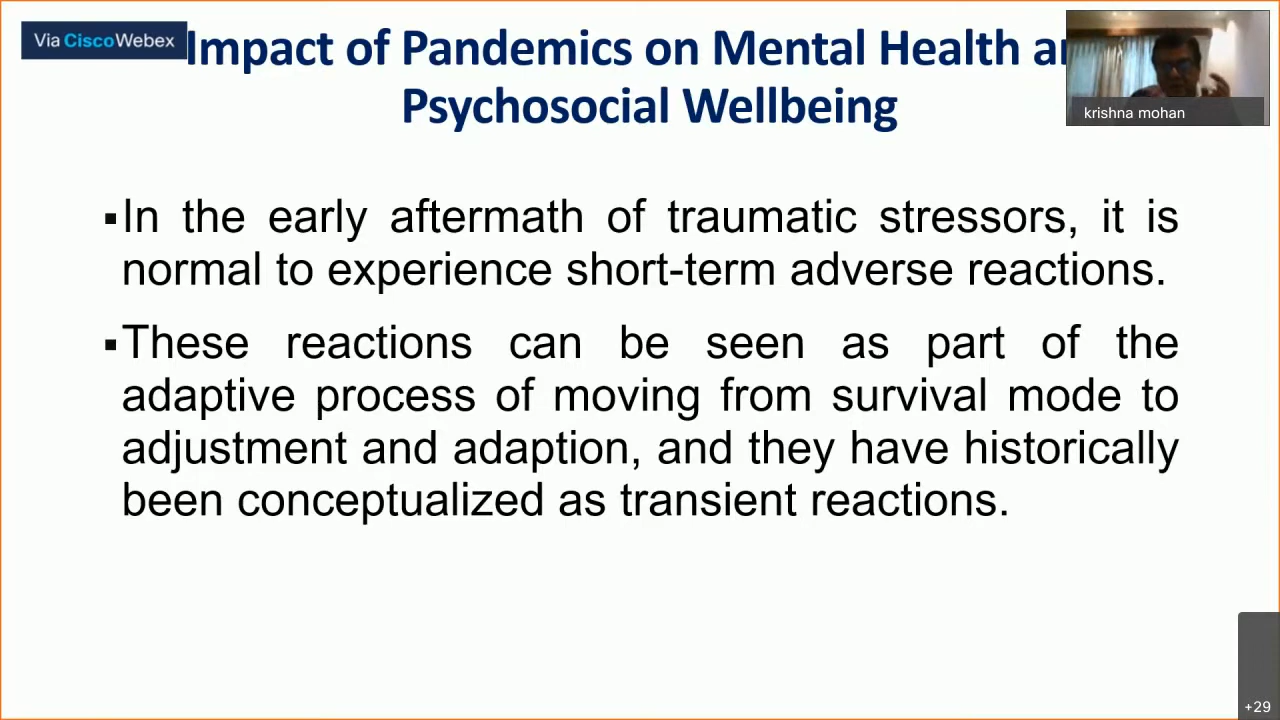 Via Cisco Webex
Impact of Pandemics on Mental Health
Psychosocial Wellbeing
krishna mohan
▪In the early aftermath of traumatic stressors, it is
normal to experience short-term adverse reactions.
▪These reactions can be seen as part of the
adaptive process of moving from survival mode to
adjustment and adaption, and they have historically
been conceptualized as transient reactions.
+29